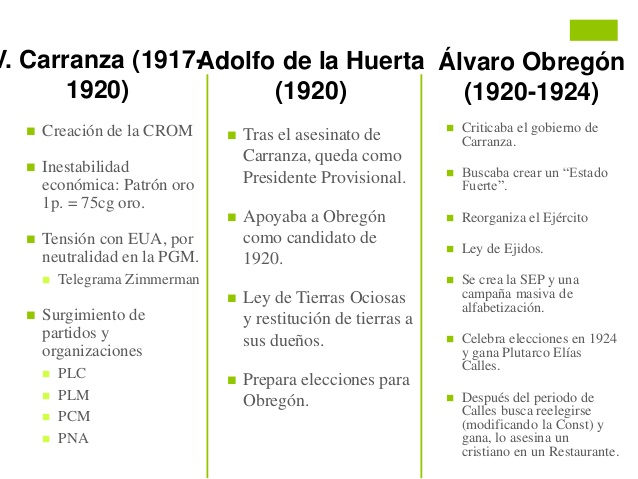 V. Carranza (1917-
1920)
Creación de la CROM
Inestabilidad
económica: Patrón oro
1p. = 75cg oro.
Tensión con EUA, por
neutralidad en la PGM.
Telegrama Zimmerman
Surgimiento de
partidos y
organizaciones
PLC
PLM
PCM
PNA
Adolfo de la Huerta
(1920)
Tras el asesinato de
Carranza, queda como
Presidente Provisional.
Apoyaba a Obregón
como candidato de
1920.
Ley de Tierras Ociosas
y restitución de tierras a
sus dueños.
Prepara elecciones para
Obregón.
Álvaro Obregón
(1920-1924)
Criticaba el gobierno de
Carranza.
Buscaba crear un “Estado
Fuerte”.
Reorganiza el Ejército
Ley de Ejidos.
Se crea la SEP y una
campaña masiva de
alfabetización.
Celebra elecciones en 1924
y gana Plutarco Elías
Calles.
Después del periodo de
Calles busca reelegirse
(modificando la Const) y
gana, lo asesina un
cristiano en un Restaurante.